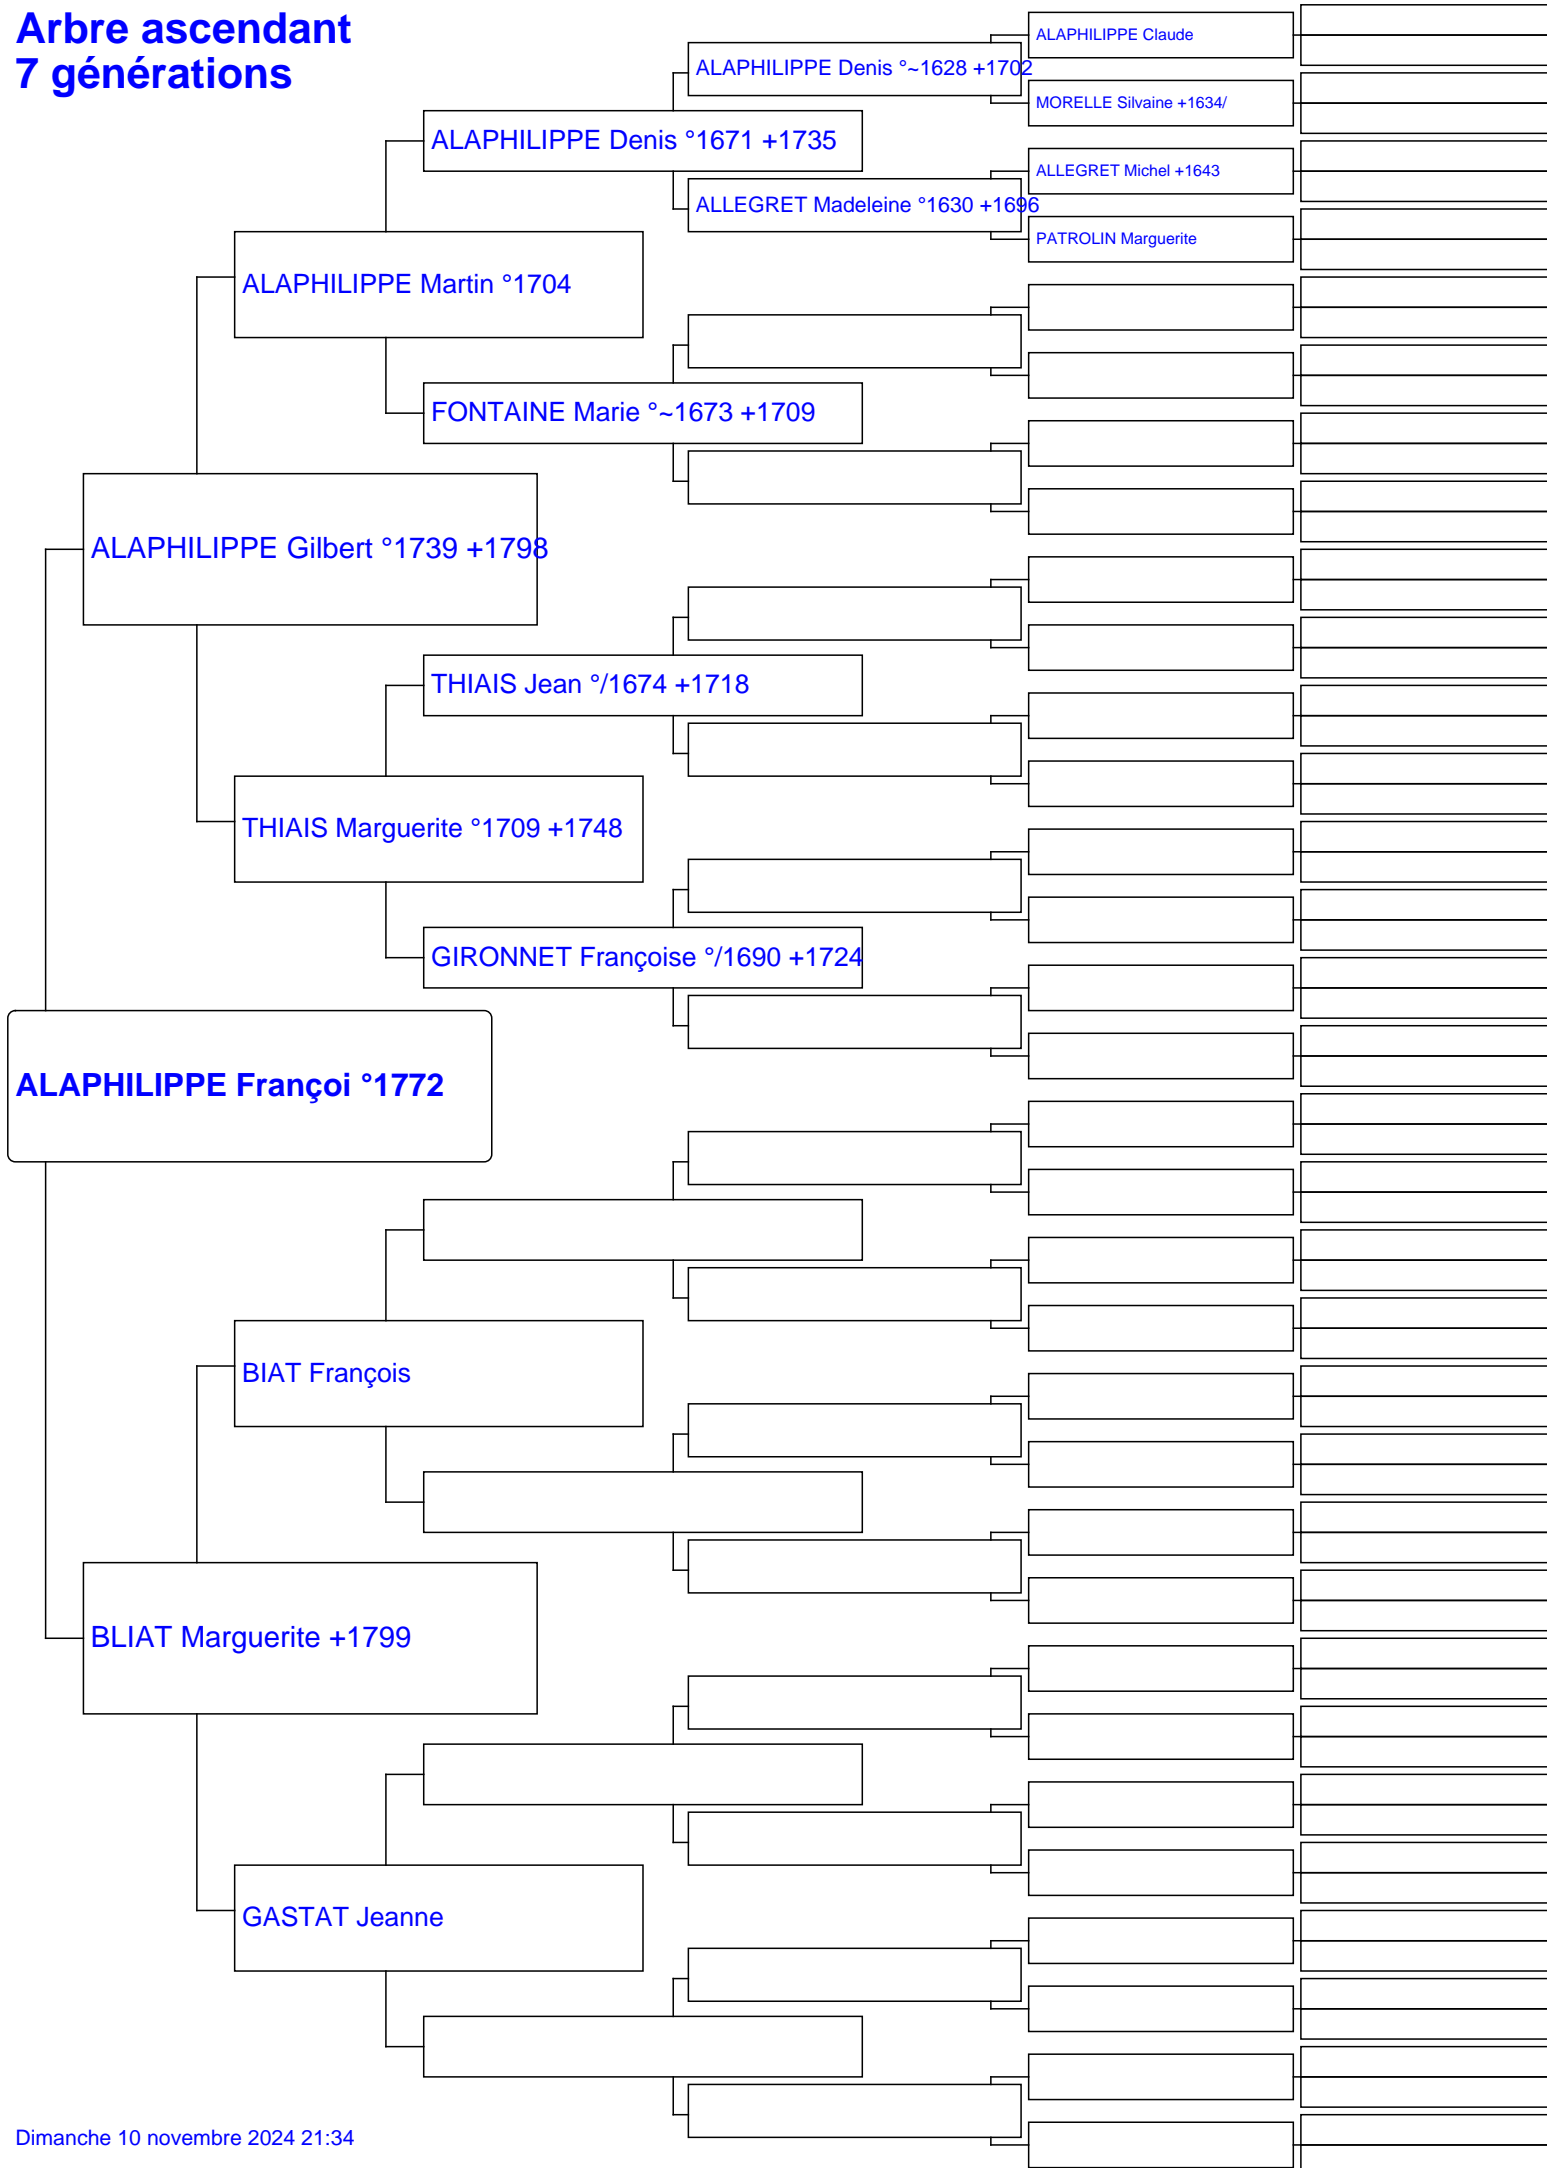 Arbre ascendant
7 générations
ALAPHILIPPE Claude
ALAPHILIPPE Denis °~1628 +1702
MORELLE Silvaine +1634/
ALAPHILIPPE Denis °1671 +1735
ALLEGRET Michel +1643
ALLEGRET Madeleine °1630 +1696
PATROLIN Marguerite
ALAPHILIPPE Martin °1704
FONTAINE Marie °~1673 +1709
ALAPHILIPPE Gilbert °1739 +1798
THIAIS Jean °/1674 +1718
THIAIS Marguerite °1709 +1748
GIRONNET Françoise °/1690 +1724
ALAPHILIPPE Françoi °1772
BIAT François
BLIAT Marguerite +1799
GASTAT Jeanne
Dimanche 10 novembre 2024 21:34